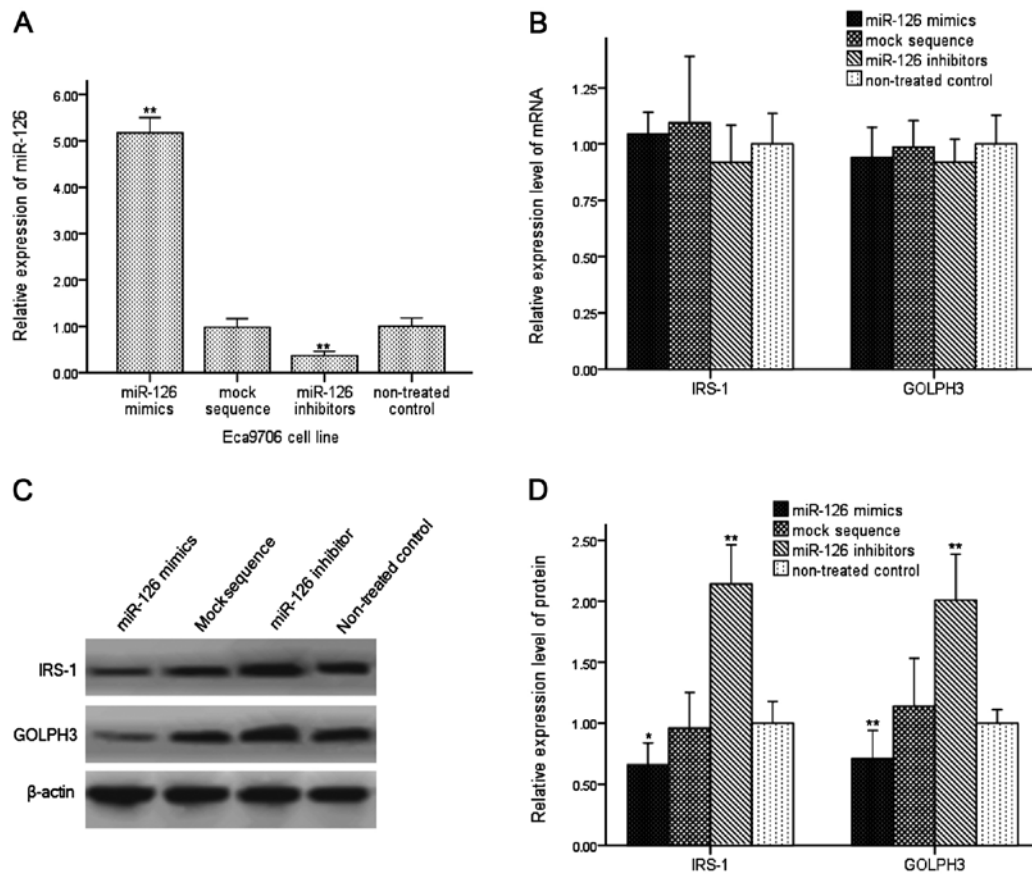 A
Relative expression of miR-126
6.00
5.00
4.00
3.00
2.00
1.00
0.00
**
**
miR-126 mimics
mock sequence
miR-126 inhibitors
non-treated control
Eca9706 cell line
B
miR-126 mimics
mock sequence
miR-126 inhibitors
non-treated control
Relative expression level of mRNA
1.25
1.00
0.75
0.50
0.00
IRS-1
GOLPH3
C
miR-126 mimics
Mock sequence
miR-126 inhibitor
Non-treated control
IRS-1
GOLPH3
β-actin
D
miR-126 mimics
mock sequence
miR-126 inhibitors
non-treated control
Relative expression level of protein
2.50
2.00
1.50
1.00
0.50
0.00
*
**
**
**
IRS-1
GOLPH3